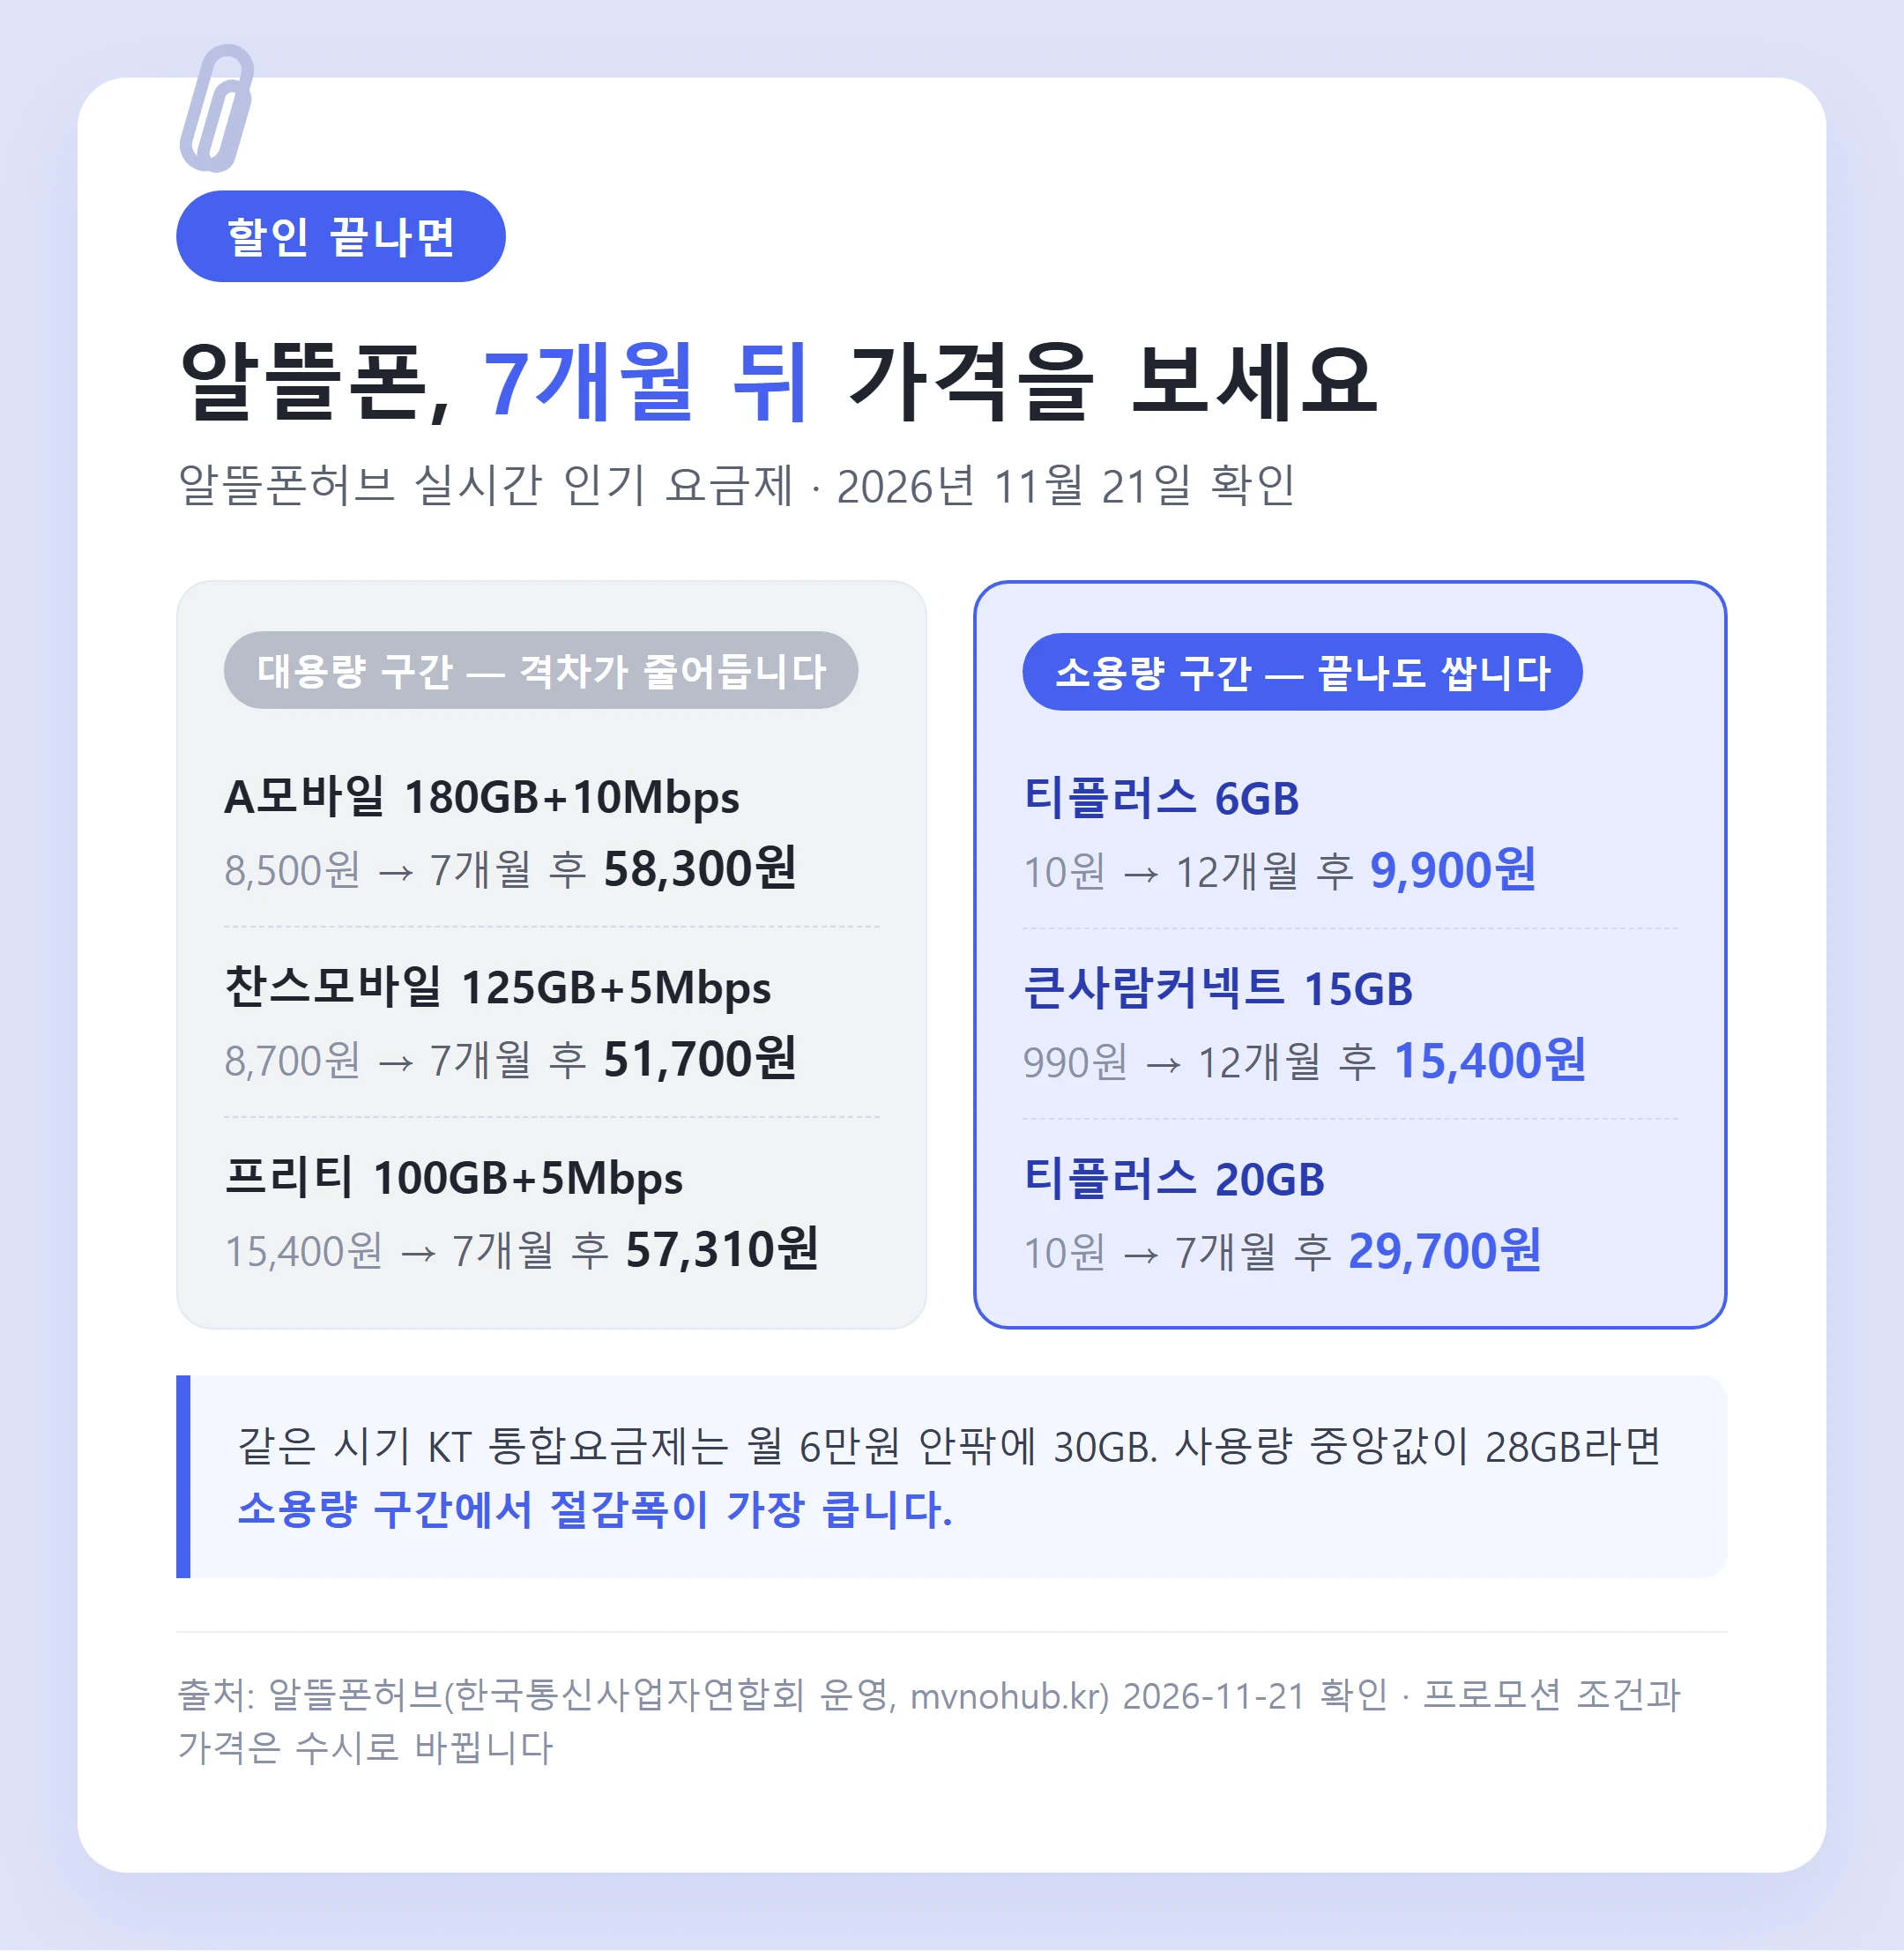 할인 끝나면
알뜰폰, 7개월 뒤 가격을 보세요
알뜰폰허브 실시간 인기 요금제 · 2026년 11월 21일 확인
대용량 구간 — 격차가 줄어듭니다
A모바일 180GB+10Mbps
8,500원 → 7개월 후 58,300원
찬스모바일 125GB+5Mbps
8,700원 → 7개월 후 51,700원
프리티 100GB+5Mbps
15,400원 → 7개월 후 57,310원
소용량 구간 — 끝나도 쌉니다
티플러스 6GB
10원 → 12개월 후 9,900원
큰사람커넥트 15GB
990원 → 12개월 후 15,400원
티플러스 20GB
10원 → 7개월 후 29,700원
같은 시기 KT 통합요금제는 월 6만원 안팎에 30GB. 사용량 중앙값이 28GB라면
소용량 구간에서 절감폭이 가장 큽니다.
출처: 알뜰폰허브(한국통신사업자연합회 운영, mvnohub.kr) 2026-11-21 확인 · 프로모션 조건과
가격은 수시로 바뀝니다